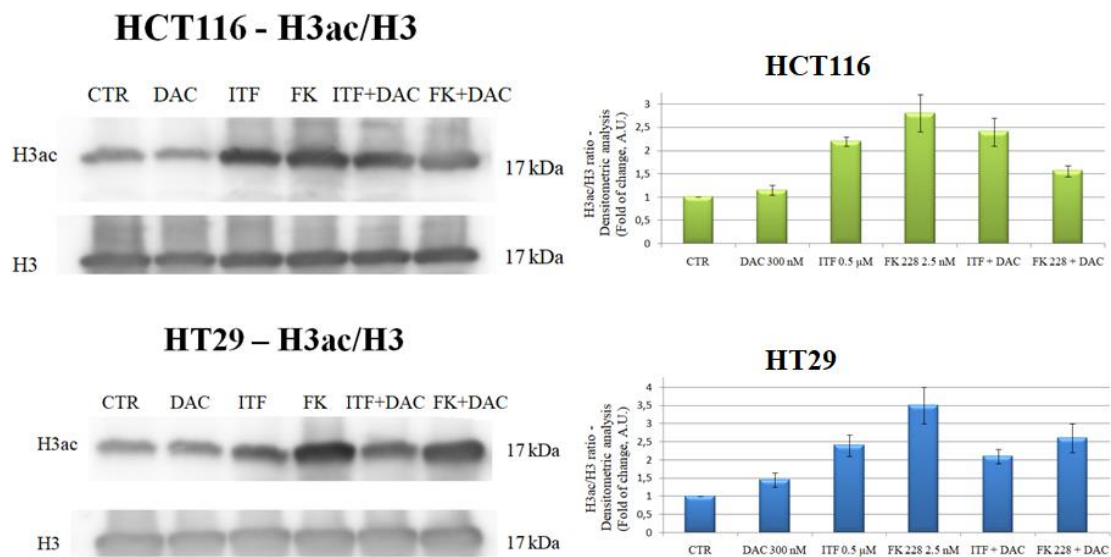 HCT116 - H3ac/H3
CTR DAC ITF FK ITF+DAC FK+DAC
H3ac
17 kDa
H3
17 kDa
HCT116
H3ac/H3 ratio -
Densitometric analysis
(Fold of change, A.U.)
3
2,5
2
1,5
1
0,5
0
CTR DAC 300 nM ITF 0.5 µM FK 228 2.5 nM ITF + DAC FK 228 + DAC
HT29 – H3ac/H3
CTR DAC ITF FK ITF+DAC FK+DAC
H3ac
17 kDa
H3
17 kDa
HT29
H3ac/H3 ratio -
Densitometric analysis
(Fold of change, A.U.)
4
3,5
3
2,5
2
1,5
1
0,5
0
CTR DAC 300 nM ITF 0.5 µM FK 228 2.5 nM ITF + DAC FK 228 + DAC